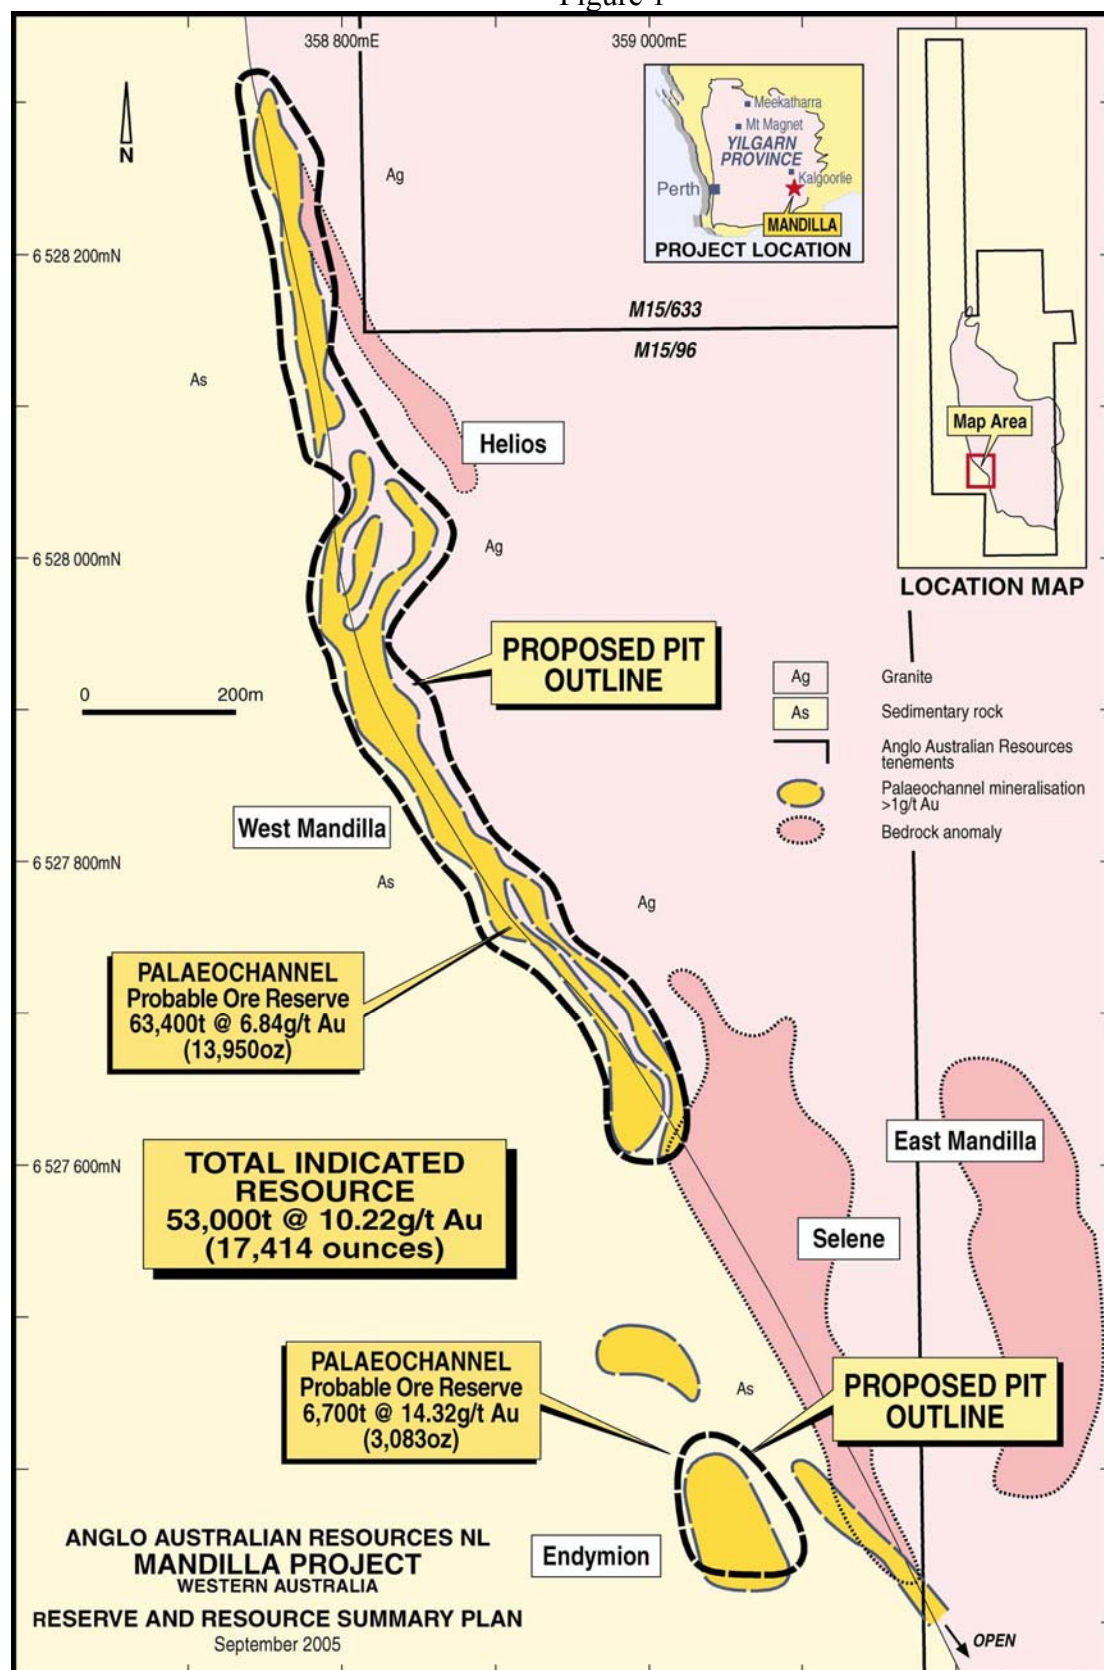 Figure 1
358 800mE
359 000mE
N
Ag
Meekatharra
Mt Magnet
YILGARN
PROVINCE
Kalgoorlie
Perth
MANDILLA
PROJECT LOCATION
6 528 200mN
M15/633
M15/96
As
Map Area
Helios
6 528 000mN
Ag
LOCATION MAP
PROPOSED PIT
OUTLINE
0 200m
Ag Granite
As Sedimentary rock
Anglo Australian Resources
tenements
Palaeochannel mineralisation
>1g/t Au
Bedrock anomaly
West Mandilla
6 527 800mN
As
Ag
PALAEOCHANNEL
Probable Ore Reserve
63,400t @ 6.84g/t Au
(13,950oz)
East Mandilla
6 527 600mN
TOTAL INDICATED
RESOURCE
53,000t @ 10.22g/t Au
(17,414 ounces)
Selene
PALAEOCHANNEL
Probable Ore Reserve
6,700t @ 14.32g/t Au
(3,083oz)
As
PROPOSED PIT
OUTLINE
Endymion
ANGLO AUSTRALIAN RESOURCES NL
MANDILLA PROJECT
WESTERN AUSTRALIA
RESERVE AND RESOURCE SUMMARY PLAN
September 2005
OPEN